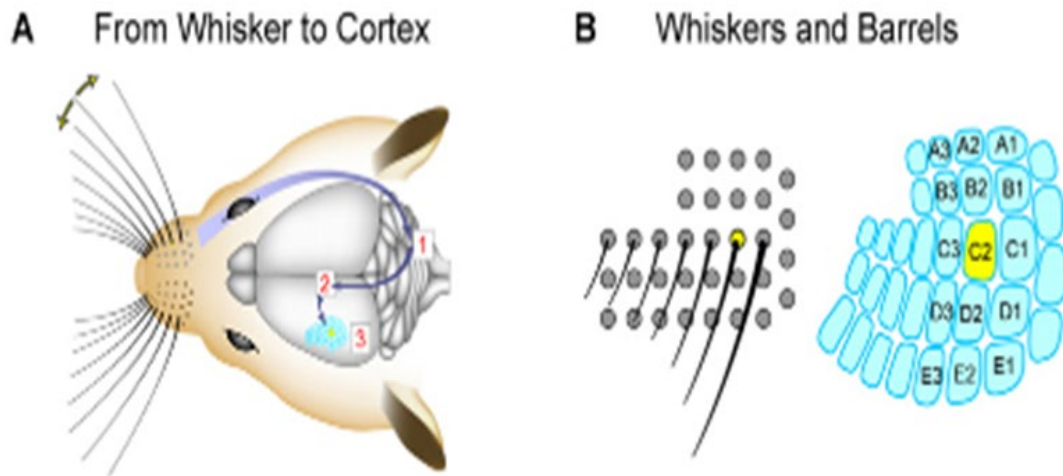 A From Whisker to Cortex
1
2
3
B Whiskers and Barrels
A3 A2 A1
B3 B2 B1
C3 C2 C1
D3 D2 D1
E3 E2 E1